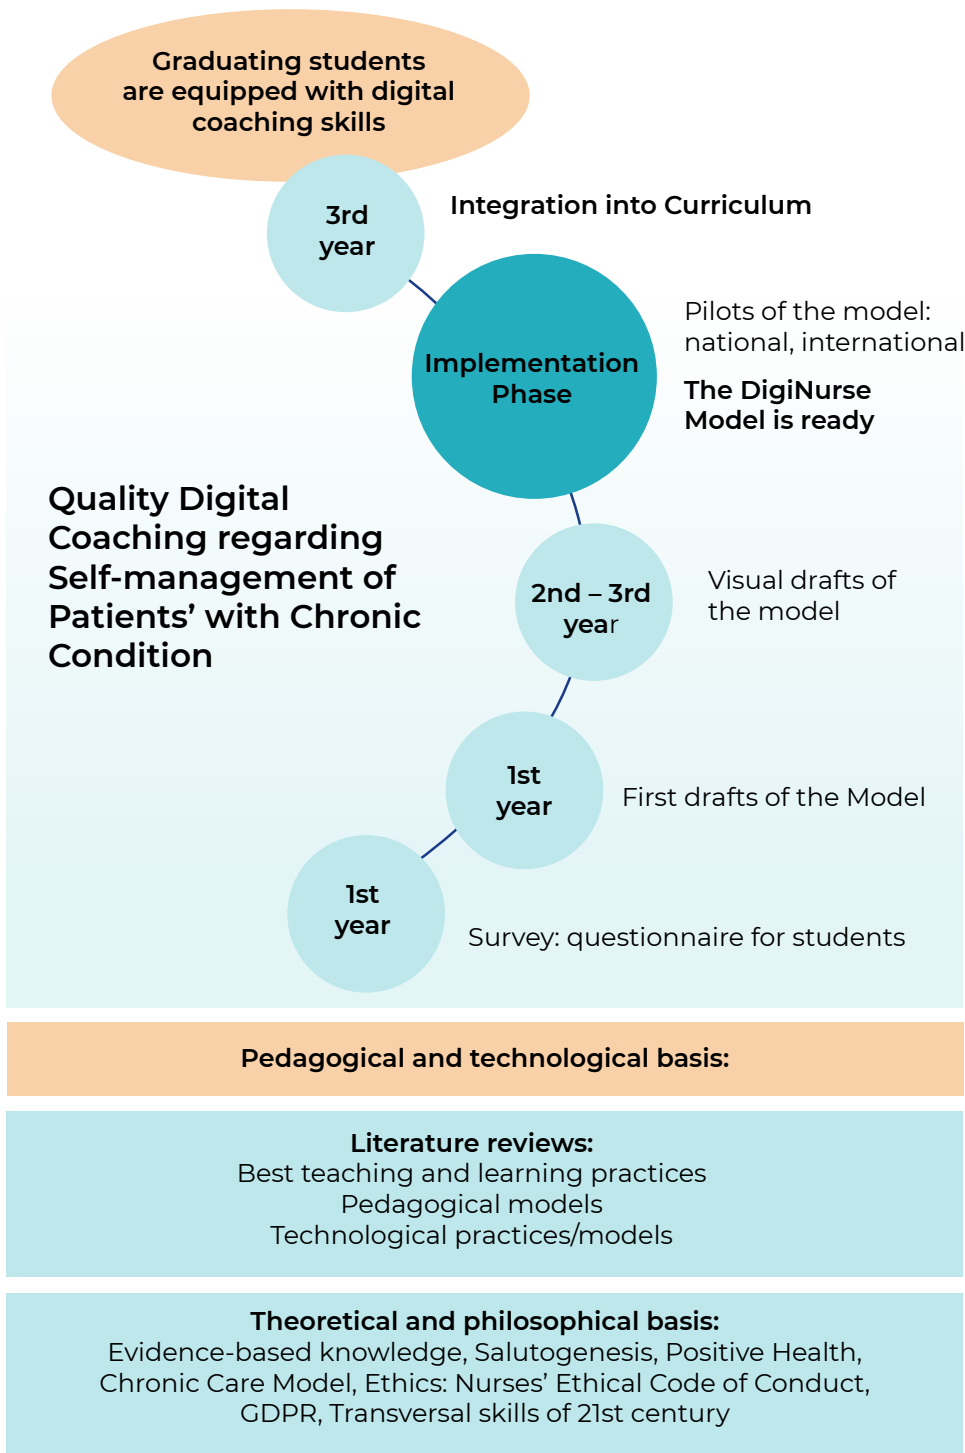 Graduating students
are equipped with digital
coaching skills
3rd
year
Integration into Curriculum
Implementation
Phase
Pilots of the model:
national, international
The DigiNurse
Model is ready
Quality Digital
Coaching regarding
Self-management of
Patients’ with Chronic
Condition
2nd – 3rd
year
Visual drafts of
the model
1st
year
First drafts of the Model
1st
year
Survey: questionnaire for students
Pedagogical and technological basis:
Literature reviews:
Best teaching and learning practices
Pedagogical models
Technological practices/models
Theoretical and philosophical basis:
Evidence-based knowledge, Salutogenesis, Positive Health,
Chronic Care Model, Ethics: Nurses’ Ethical Code of Conduct,
GDPR, Transversal skills of 21st century